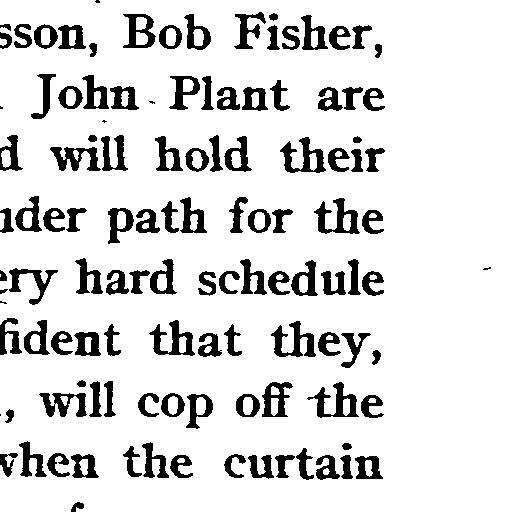 sson, Bob Fisher,
John Plant are
d will hold their
nder path for the
ery hard schedule
fident that they,
, will cop off the
when the curtain